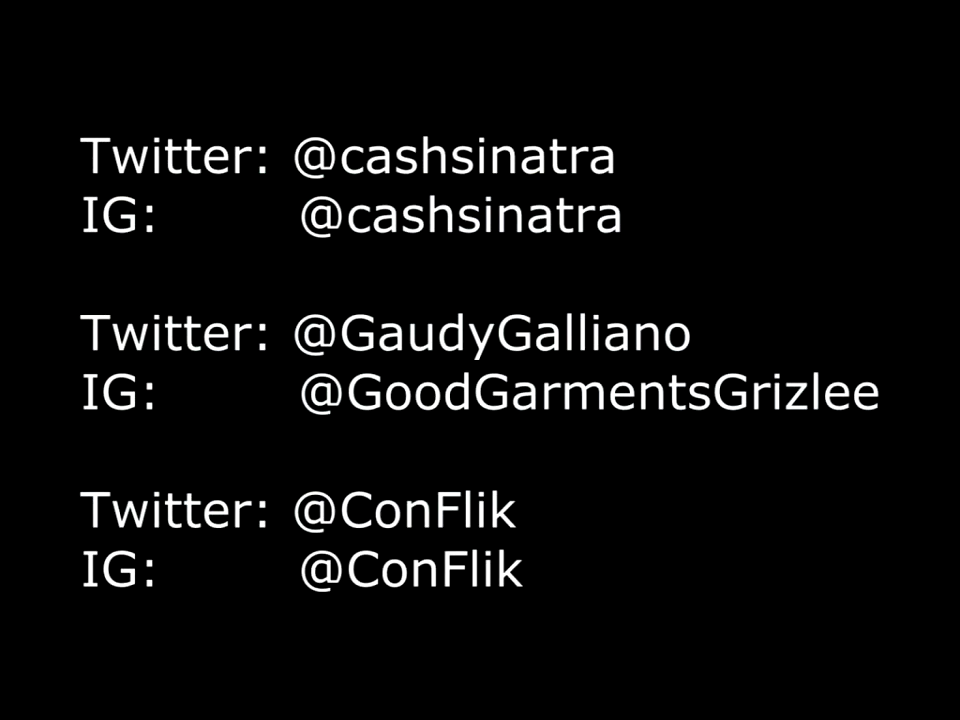 Twitter: @cashsinatra
IG: @cashsinatra
Twitter: @GaudyGalliano
IG: @GoodGarmentsGrizlee
Twitter: @ConFlik
IG: @ConFlik